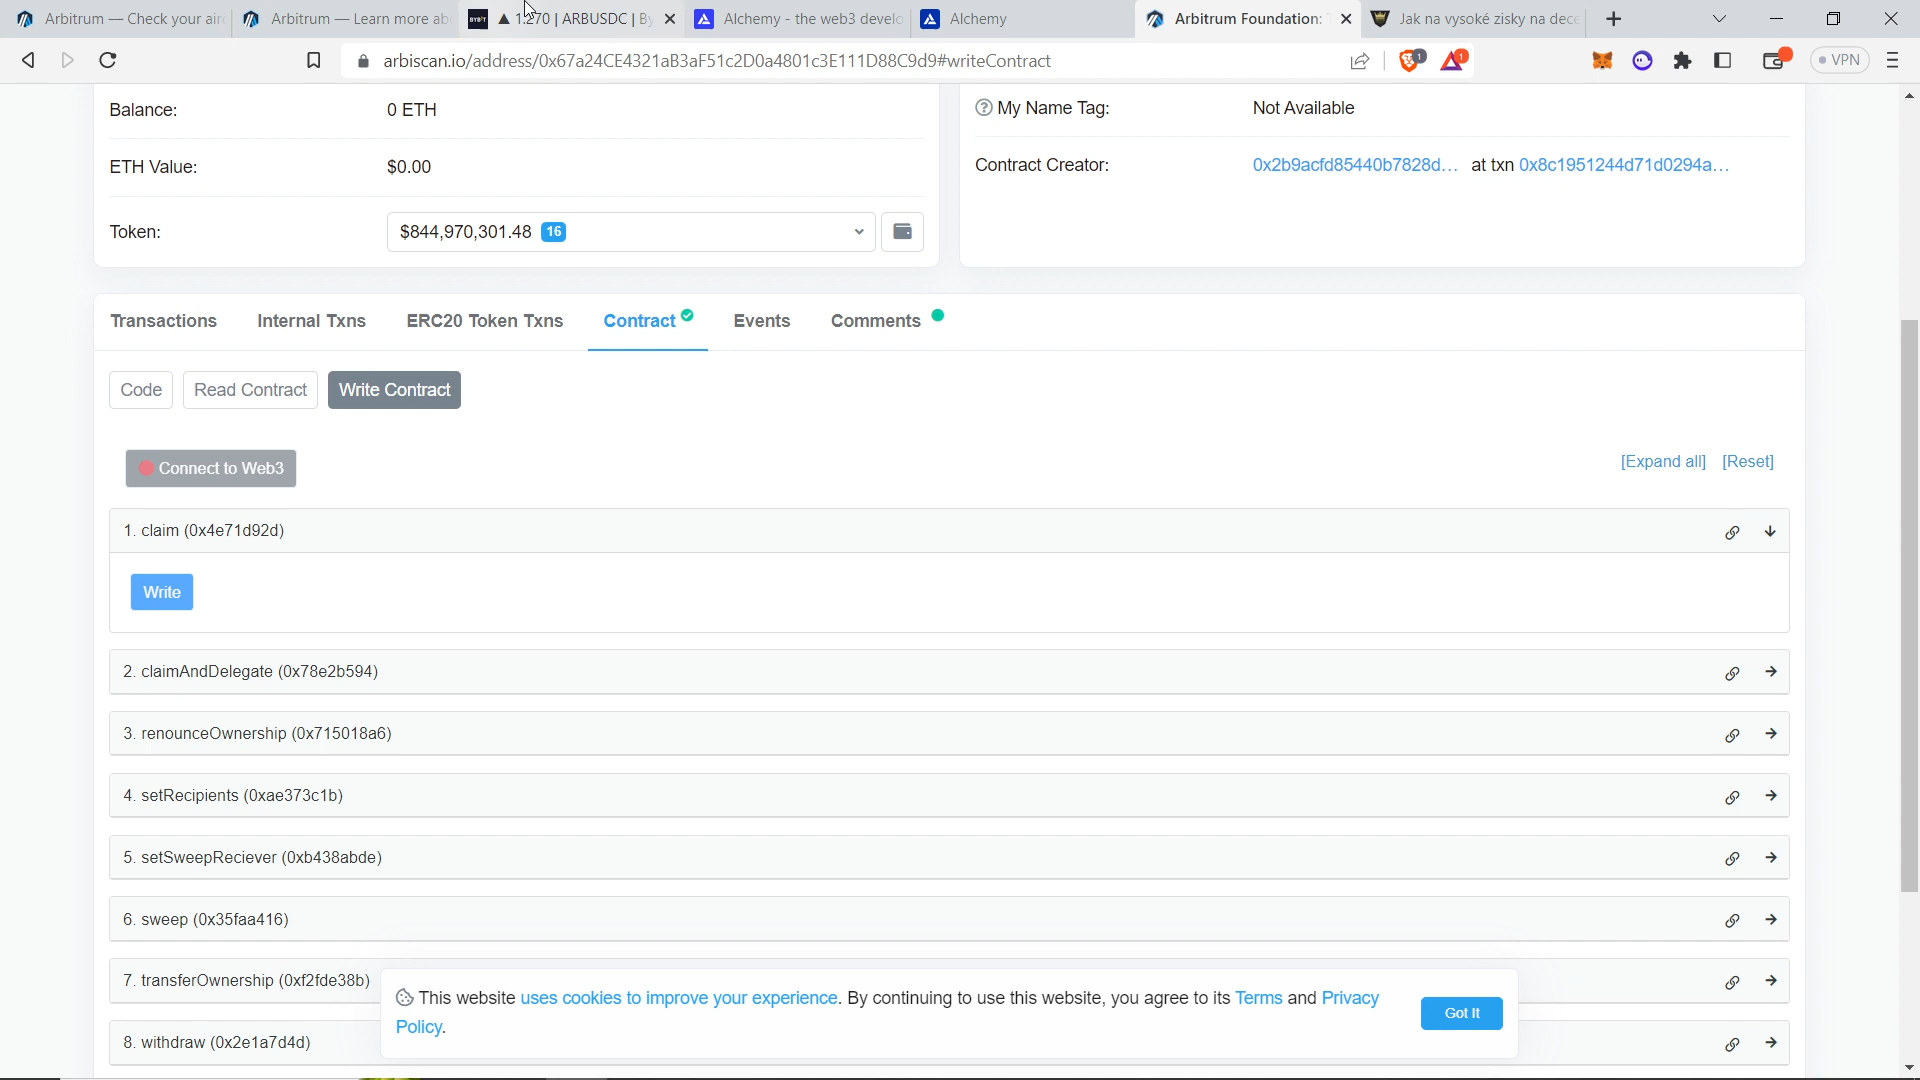 Arbitrum — Check your air
Arbitrum — Learn more ab
▲ 1.270 | ARBUSDC | By
Alchemy - the web3 develo
Alchemy
Arbitrum Foundation: T
Jak na vysoké zisky na dece
arbiscan.io/address/0x67a24CE4321aB3aF51c2D0a4801c3E111D88C9d9#writeContract
1
1
VPN
Balance:
0 ETH
My Name Tag:
Not Available
ETH Value:
$0.00
Contract Creator:
0x2b9acfd85440b7828d... at txn 0x8c1951244d71d0294a...
Token:
$844,970,301.48 16
Transactions
Internal Txns
ERC20 Token Txns
Contract
Events
Comments
Code
Read Contract
Write Contract
Connect to Web3
[Expand all] [Reset]
1. claim (0x4e71d92d)
Write
2. claimAndDelegate (0x78e2b594)
3. renounceOwnership (0x715018a6)
4. setRecipients (0xae373c1b)
5. setSweepReciever (0xb438abde)
6. sweep (0x35faa416)
7. transferOwnership (0xf2fde38b)
8. withdraw (0x2e1a7d4d)
This website uses cookies to improve your experience. By continuing to use this website, you agree to its Terms and Privacy
Policy.
Got It